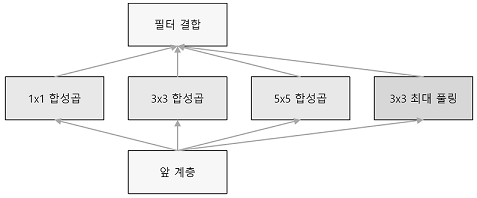 필터 결합
1x1 합성곱
3x3 합성곱
5x5 합성곱
3x3 최대 풀링
앞 계층